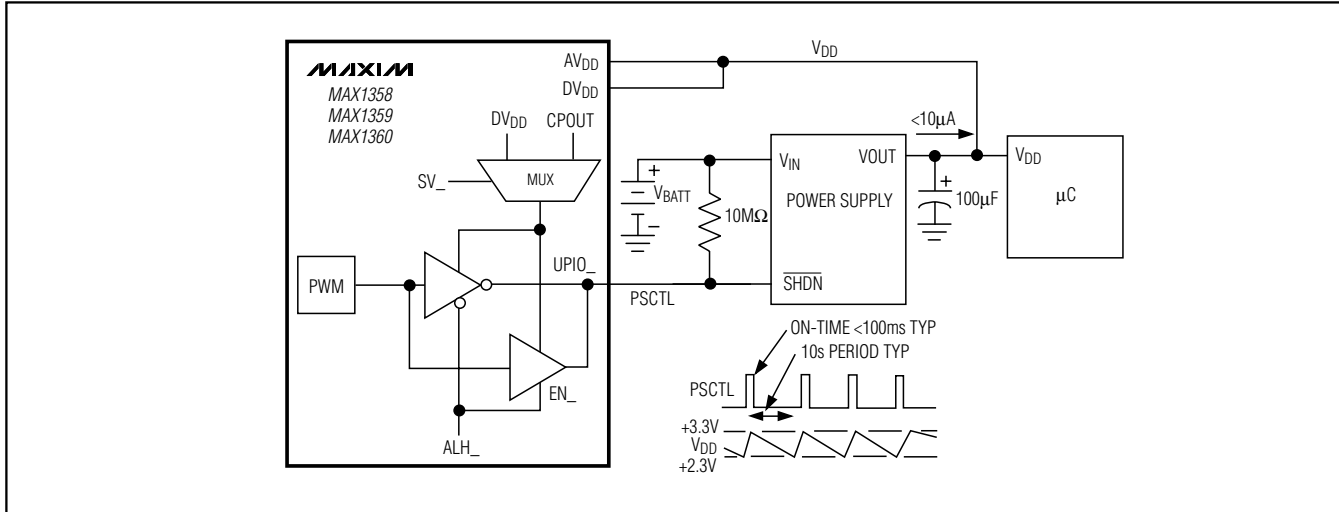 MAXIM
MAX1358
MAX1359
MAX1360
AVDD
DVDD
VDD
DVDD CPOUT
SV_
MUX
PWM
UPIO_
EN_
ALH_
PSCTL
+
VBATT
−
10MΩ
VIN
VOUT
POWER SUPPLY
SHDN
<10µA
+
100µF
VDD
µC
ON-TIME <100ms TYP
10s PERIOD TYP
PSCTL
+3.3V
VDD
+2.3V